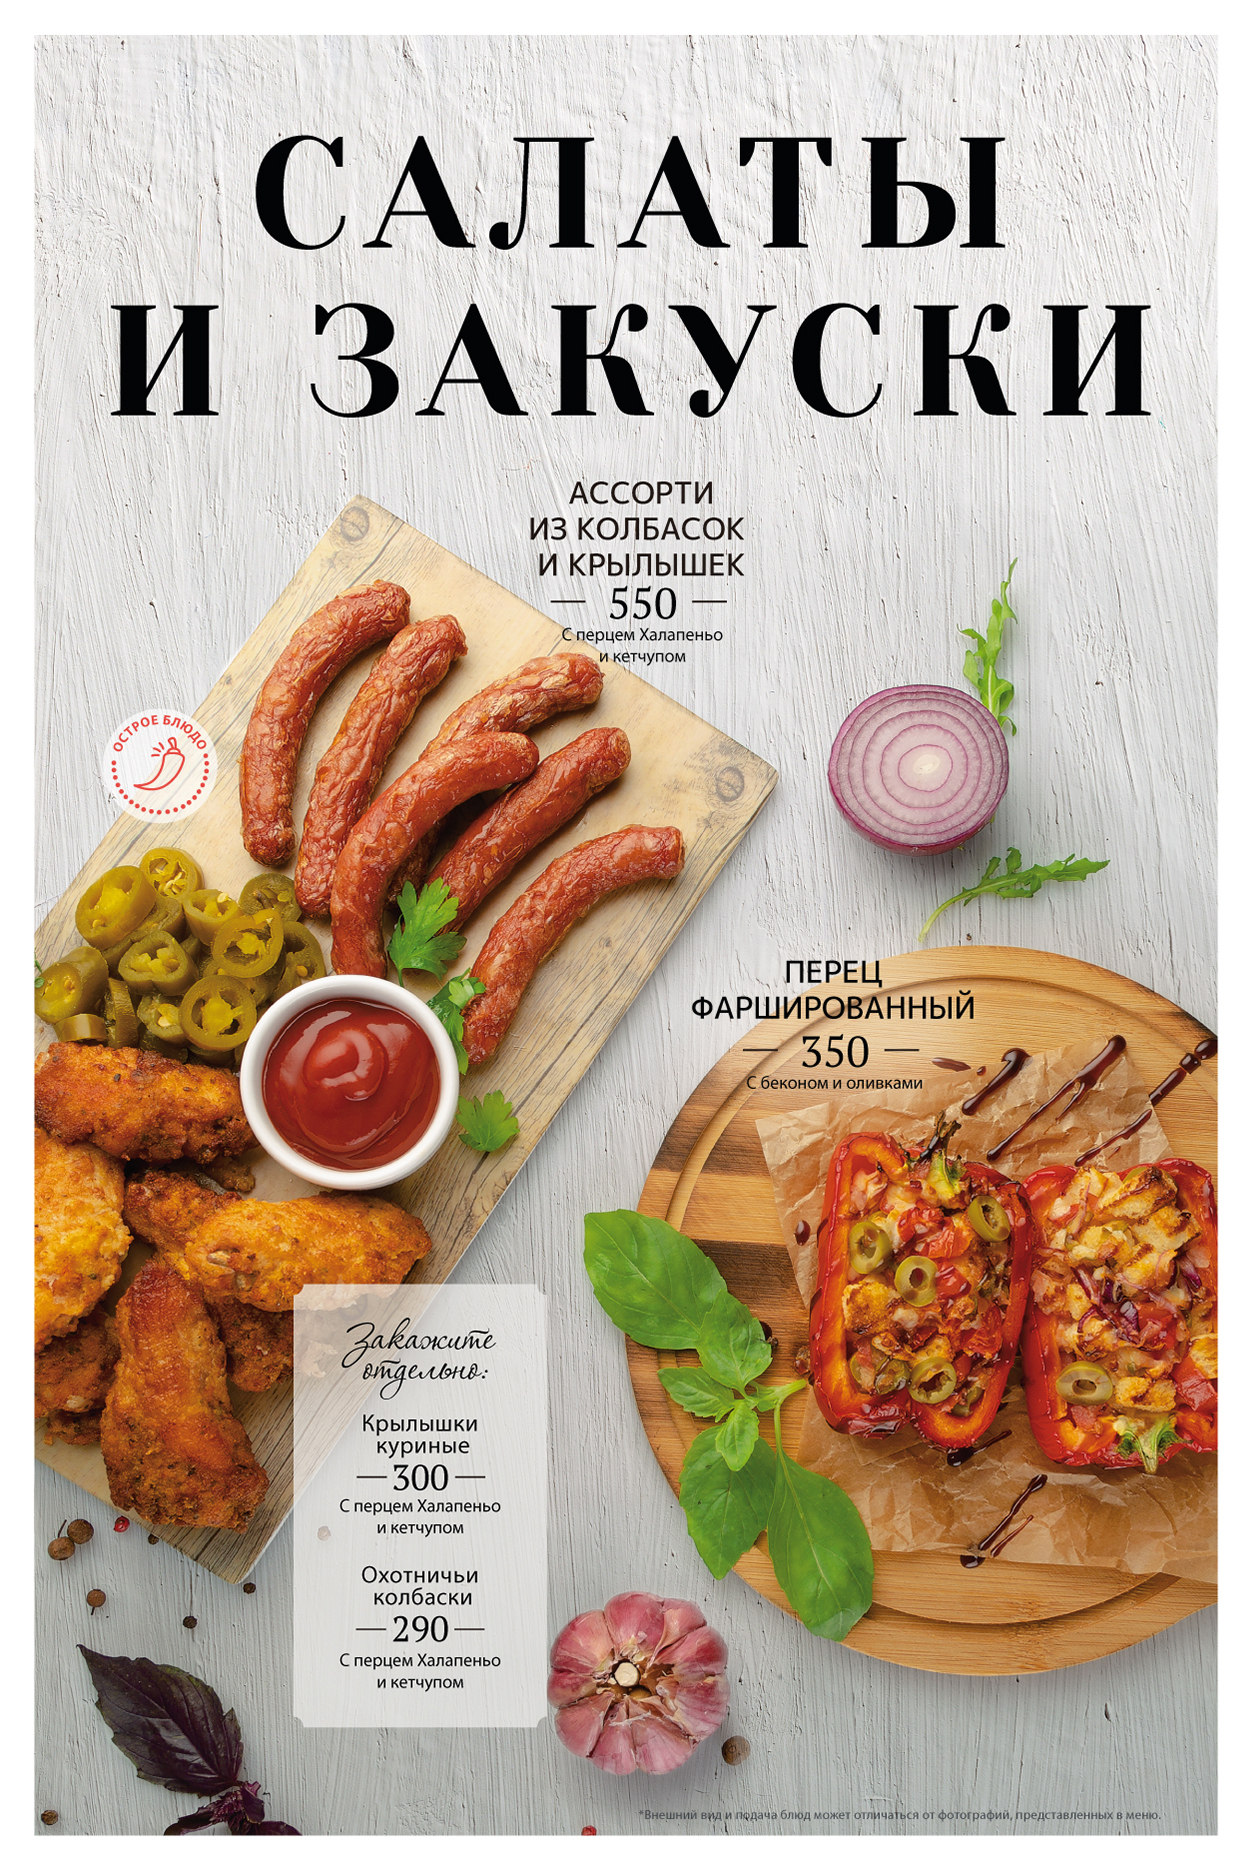 САЛАТЫ
И ЗАКУСКИ
АССОРТИ
ИЗ КОЛБАСОК
И КРЫЛЫШЕК
550
С перцем Халапеньо
и кетчупом
ОСТРОЕ БЛЮДО
ПЕРЕЦ
ФАРШИРОВАННЫЙ
350
С беконом и оливками
Закажите
отдельно:
Крылышки
куриные
300
С перцем Халапеньо
и кетчупом
Охотничьи
колбаски
290
С перцем Халапеньо
и кетчупом
*Внешний вид и подача блюд может отличаться от фотографий, представленных в меню.